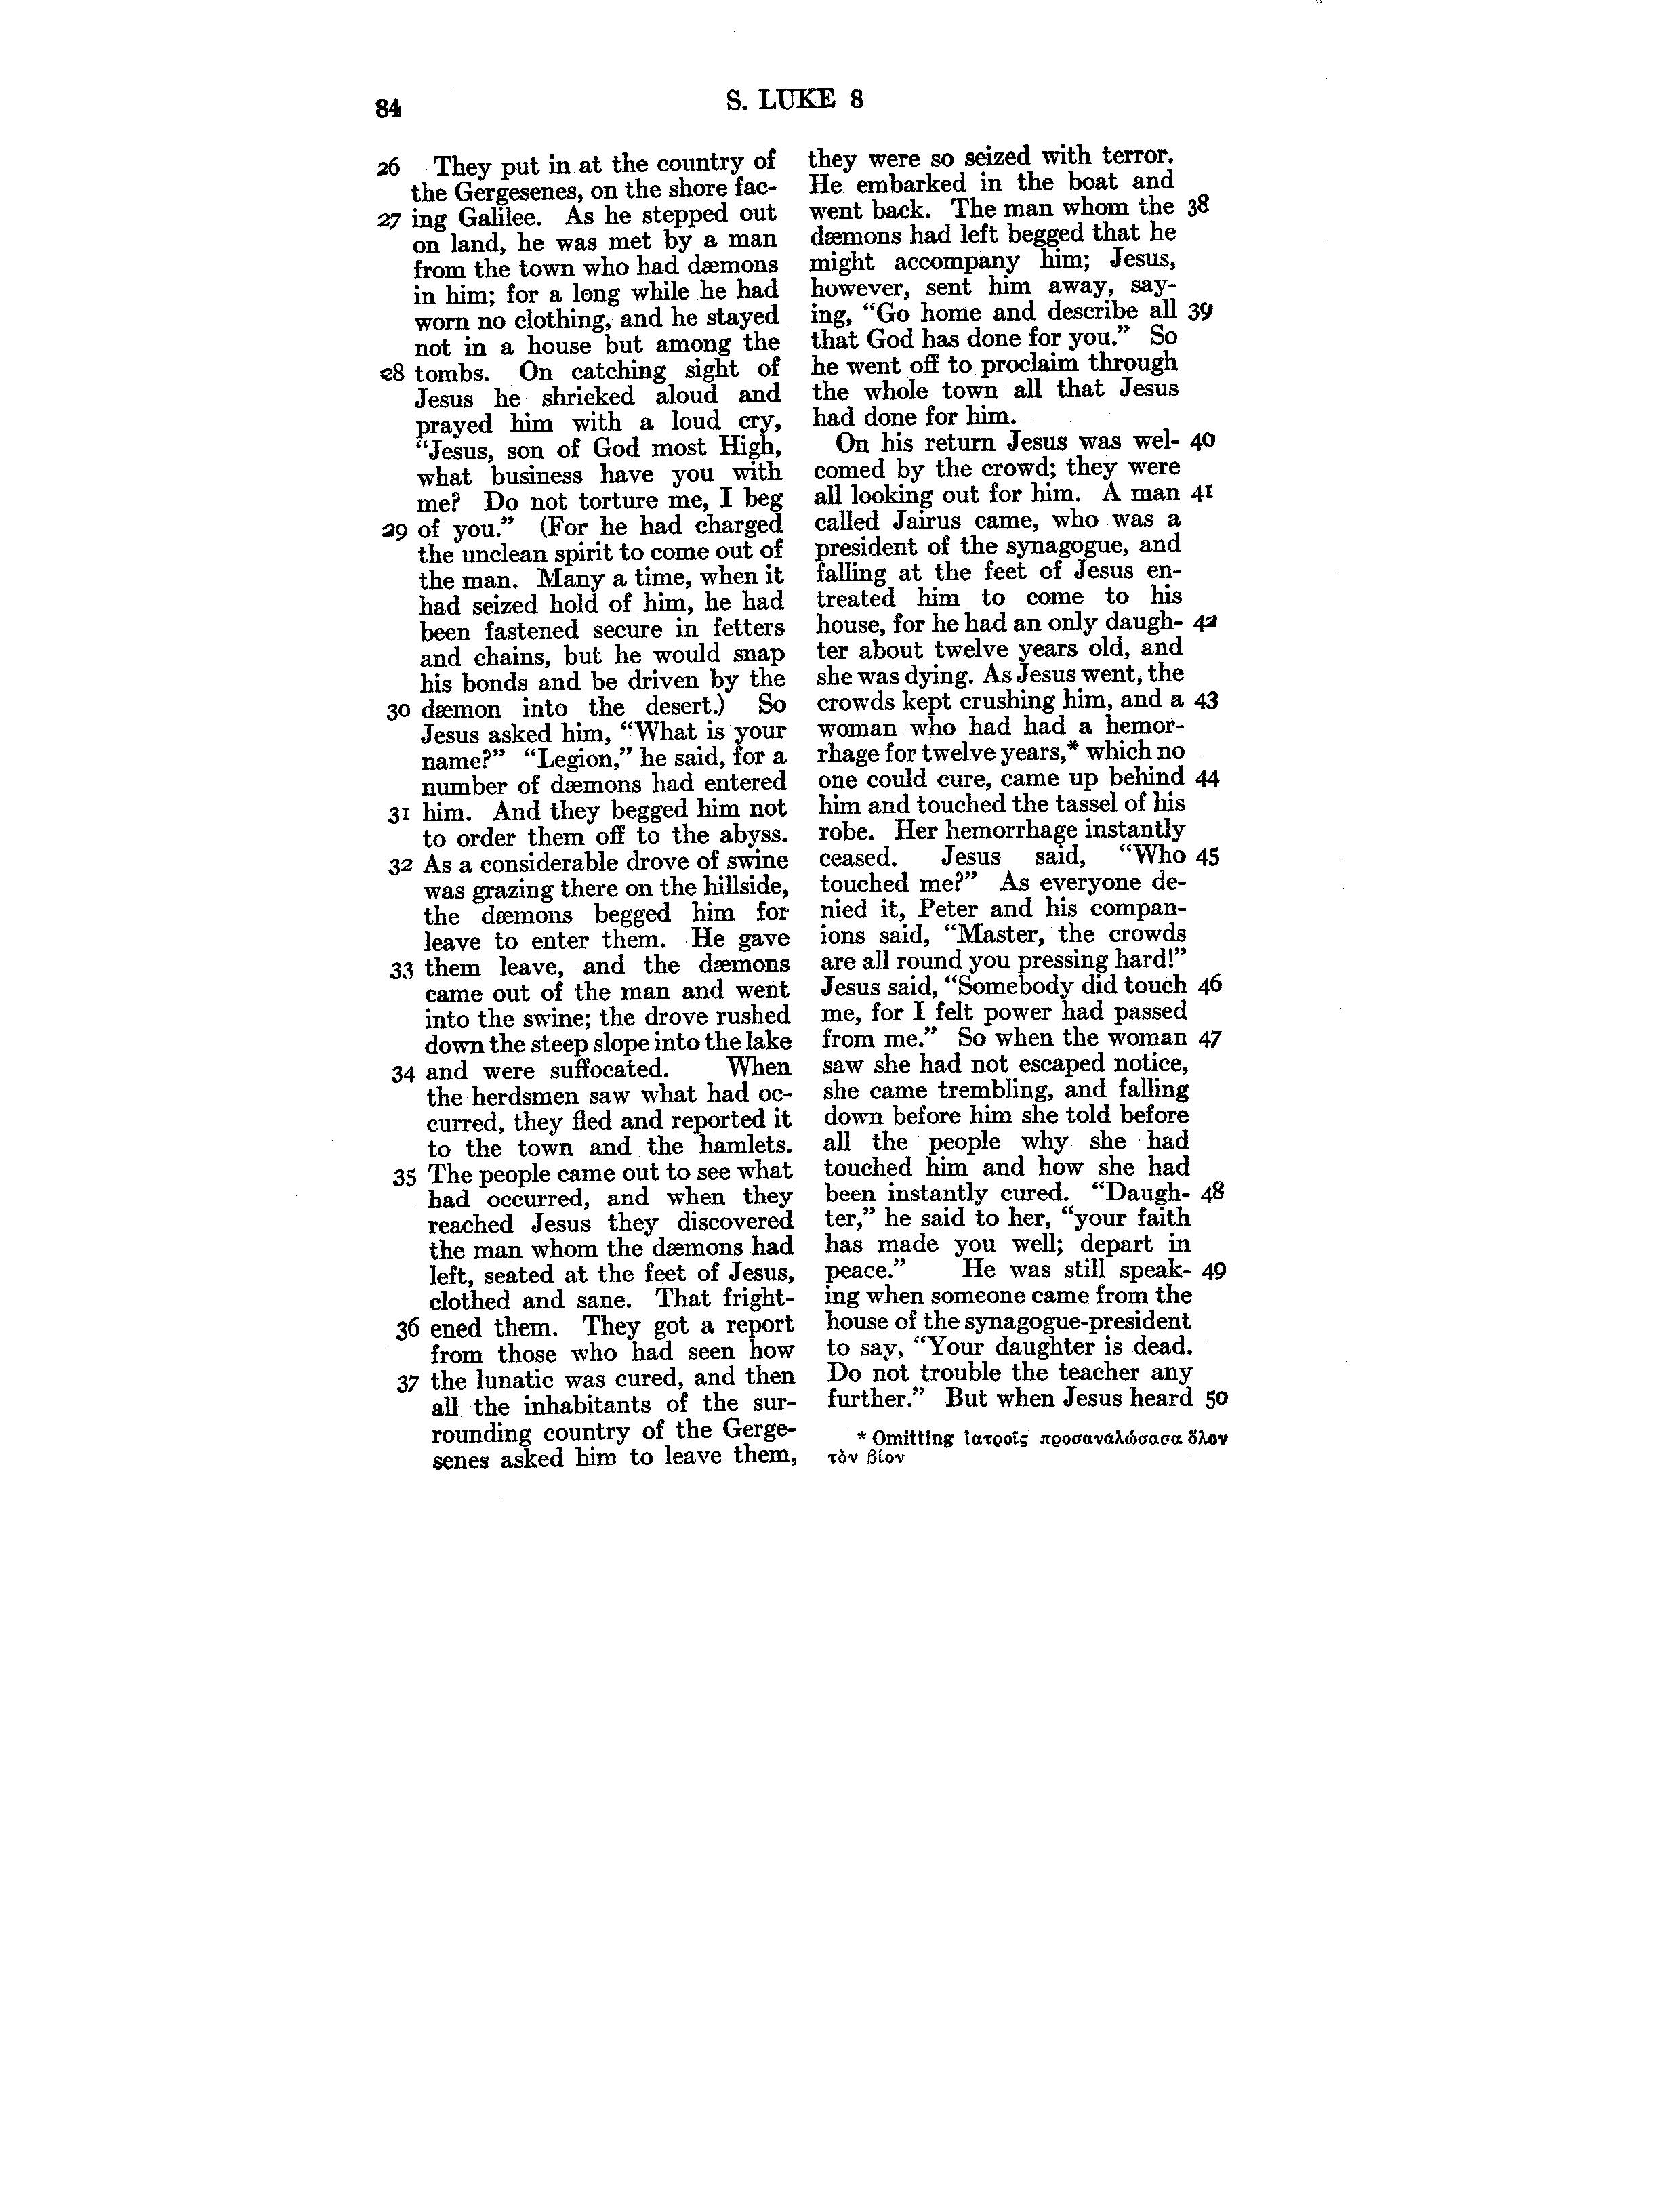 84
S. LUKE 8
26 They put in at the country of
the Gergesenes, on the shore fac-
27 ing Galilee. As he stepped out
on land, he was met by a man
from the town who had dæmons
in him; for a long while he had
worn no clothing, and he stayed
not in a house but among the
28 tombs. On catching sight of
Jesus he shrieked aloud and
prayed him with a loud cry,
“Jesus, son of God most High,
what business have you with
me? Do not torture me, I beg
29 of you.” (For he had charged
the unclean spirit to come out of
the man. Many a time, when it
had seized hold of him, he had
been fastened secure in fetters
and chains, but he would snap
his bonds and be driven by the
30 dæmon into the desert.) So
Jesus asked him, “What is your
name?” “Legion,” he said, for a
number of dæmons had entered
31 him. And they begged him not
to order them off to the abyss.
32 As a considerable drove of swine
was grazing there on the hillside,
the dæmons begged him for
leave to enter them. He gave
33 them leave, and the dæmons
came out of the man and went
into the swine; the drove rushed
down the steep slope into the lake
34 and were suffocated. When
the herdsmen saw what had oc-
curred, they fled and reported it
to the town and the hamlets.
35 The people came out to see what
had occurred, and when they
reached Jesus they discovered
the man whom the dæmons had
left, seated at the feet of Jesus,
clothed and sane. That fright-
36 ened them. They got a report
from those who had seen how
37 the lunatic was cured, and then
all the inhabitants of the sur-
rounding country of the Gerge-
senes asked him to leave them,
they were so seized with terror.
He embarked in the boat and
went back. The man whom the 38
dæmons had left begged that he
might accompany him; Jesus,
however, sent him away, say-
ing, “Go home and describe all 39
that God has done for you.” So
he went off to proclaim through
the whole town all that Jesus
had done for him.
On his return Jesus was wel- 40
comed by the crowd; they were
all looking out for him. A man 41
called Jairus came, who was a
president of the synagogue, and
falling at the feet of Jesus en-
treated him to come to his
house, for he had an only daugh- 42
ter about twelve years old, and
she was dying. As Jesus went, the
crowds kept crushing him, and a 43
woman who had had a hemor-
rhage for twelve years,* which no
one could cure, came up behind 44
him and touched the tassel of his
robe. Her hemorrhage instantly
ceased. Jesus said, “Who 45
touched me?” As everyone de-
nied it, Peter and his compan-
ions said, “Master, the crowds
are all round you pressing hard!”
Jesus said, “Somebody did touch 46
me, for I felt power had passed
from me.” So when the woman 47
saw she had not escaped notice,
she came trembling, and falling
down before him she told before
all the people why she had
touched him and how she had
been instantly cured. “Daugh- 48
ter,” he said to her, “your faith
has made you well; depart in
peace.” He was still speak- 49
ing when someone came from the
house of the synagogue-president
to say, “Your daughter is dead.
Do not trouble the teacher any
further.” But when Jesus heard 50
* Omitting ἰατροῖς προσαναλώσασα ὅλον
τὸν βίον